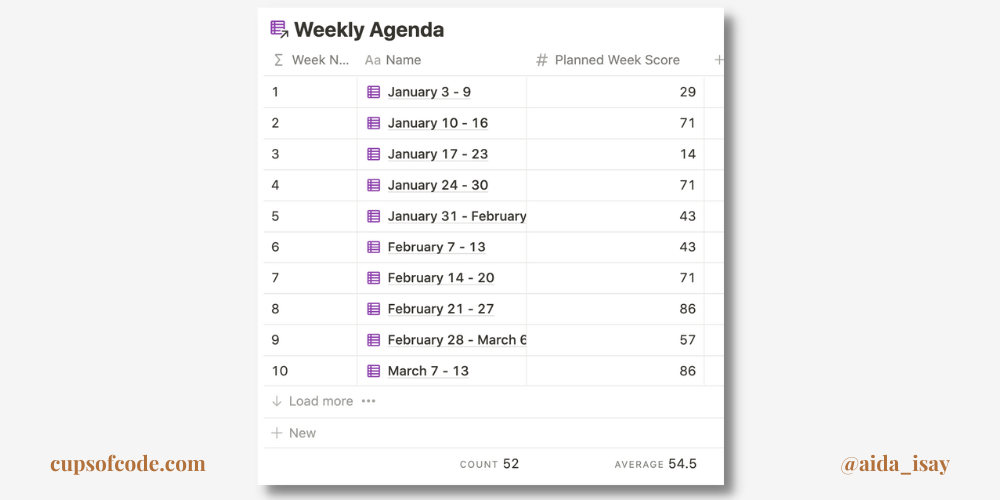 Weekly Agenda
Σ Week N... Aa Name # Planned Week Score +
1 January 3 - 9 29
2 January 10 - 16 71
3 January 17 - 23 14
4 January 24 - 30 71
5 January 31 - February 43
6 February 7 - 13 43
7 February 14 - 20 71
8 February 21 - 27 86
9 February 28 - March 6 57
10 March 7 - 13 86
↓ Load more •••
+ New
COUNT 52 AVERAGE 54.5
cupsofcode.com @aida_isay